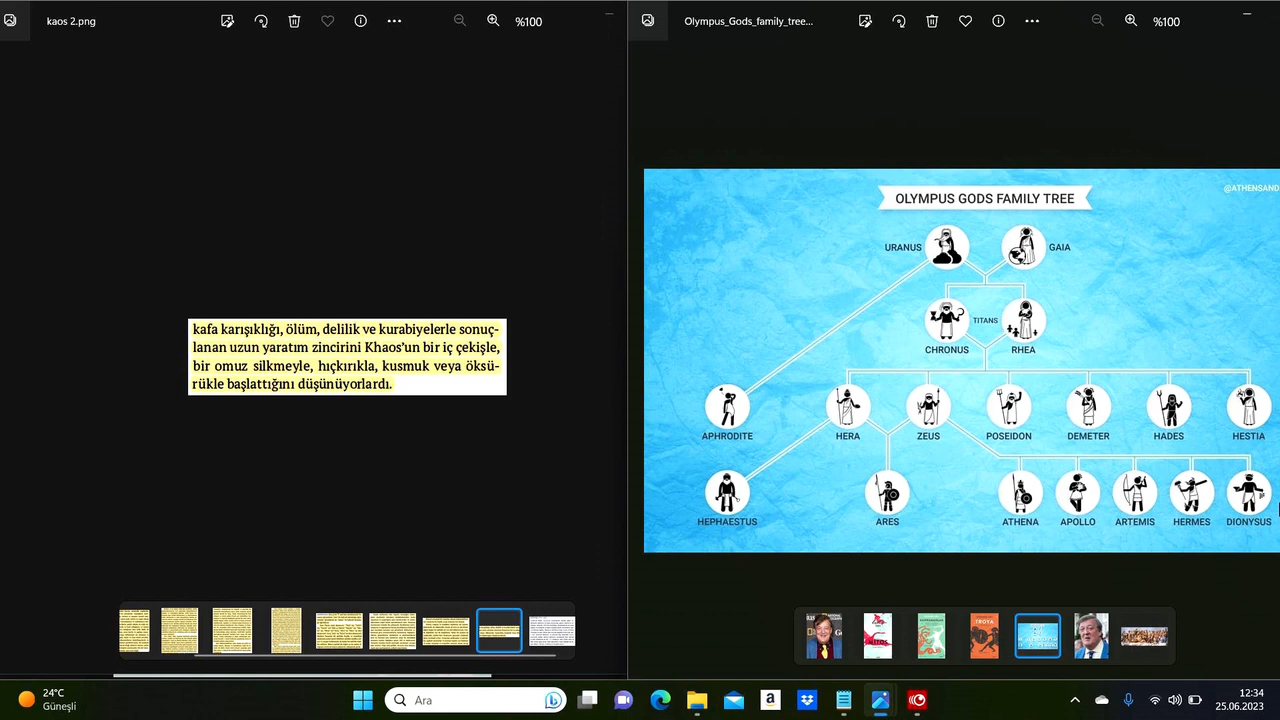 kaos 2.png
%100
Olympus_Gods_family_tree...
%100
kafa karışıklığı, ölüm, delilik ve kurabiyelerle sonuç-
lanan uzun yaratım zincirini Khaos’un bir iç çekişle,
bir omuz silkmeyle, hıçkırıkla, kusmuk veya öksü-
rükle başlattığını düşünüyorlardı.
@ATHENSAND
OLYMPUS GODS FAMILY TREE
URANUS
GAIA
TITANS
CHRONUS
RHEA
APHRODITE
HERA
ZEUS
POSEIDON
DEMETER
HADES
HESTIA
HEPHAESTUS
ARES
ATHENA
APOLLO
ARTEMIS
HERMES
DIONYSUS
TROYA
24°C
Güneşli
Ara
12:34
25.06.2023